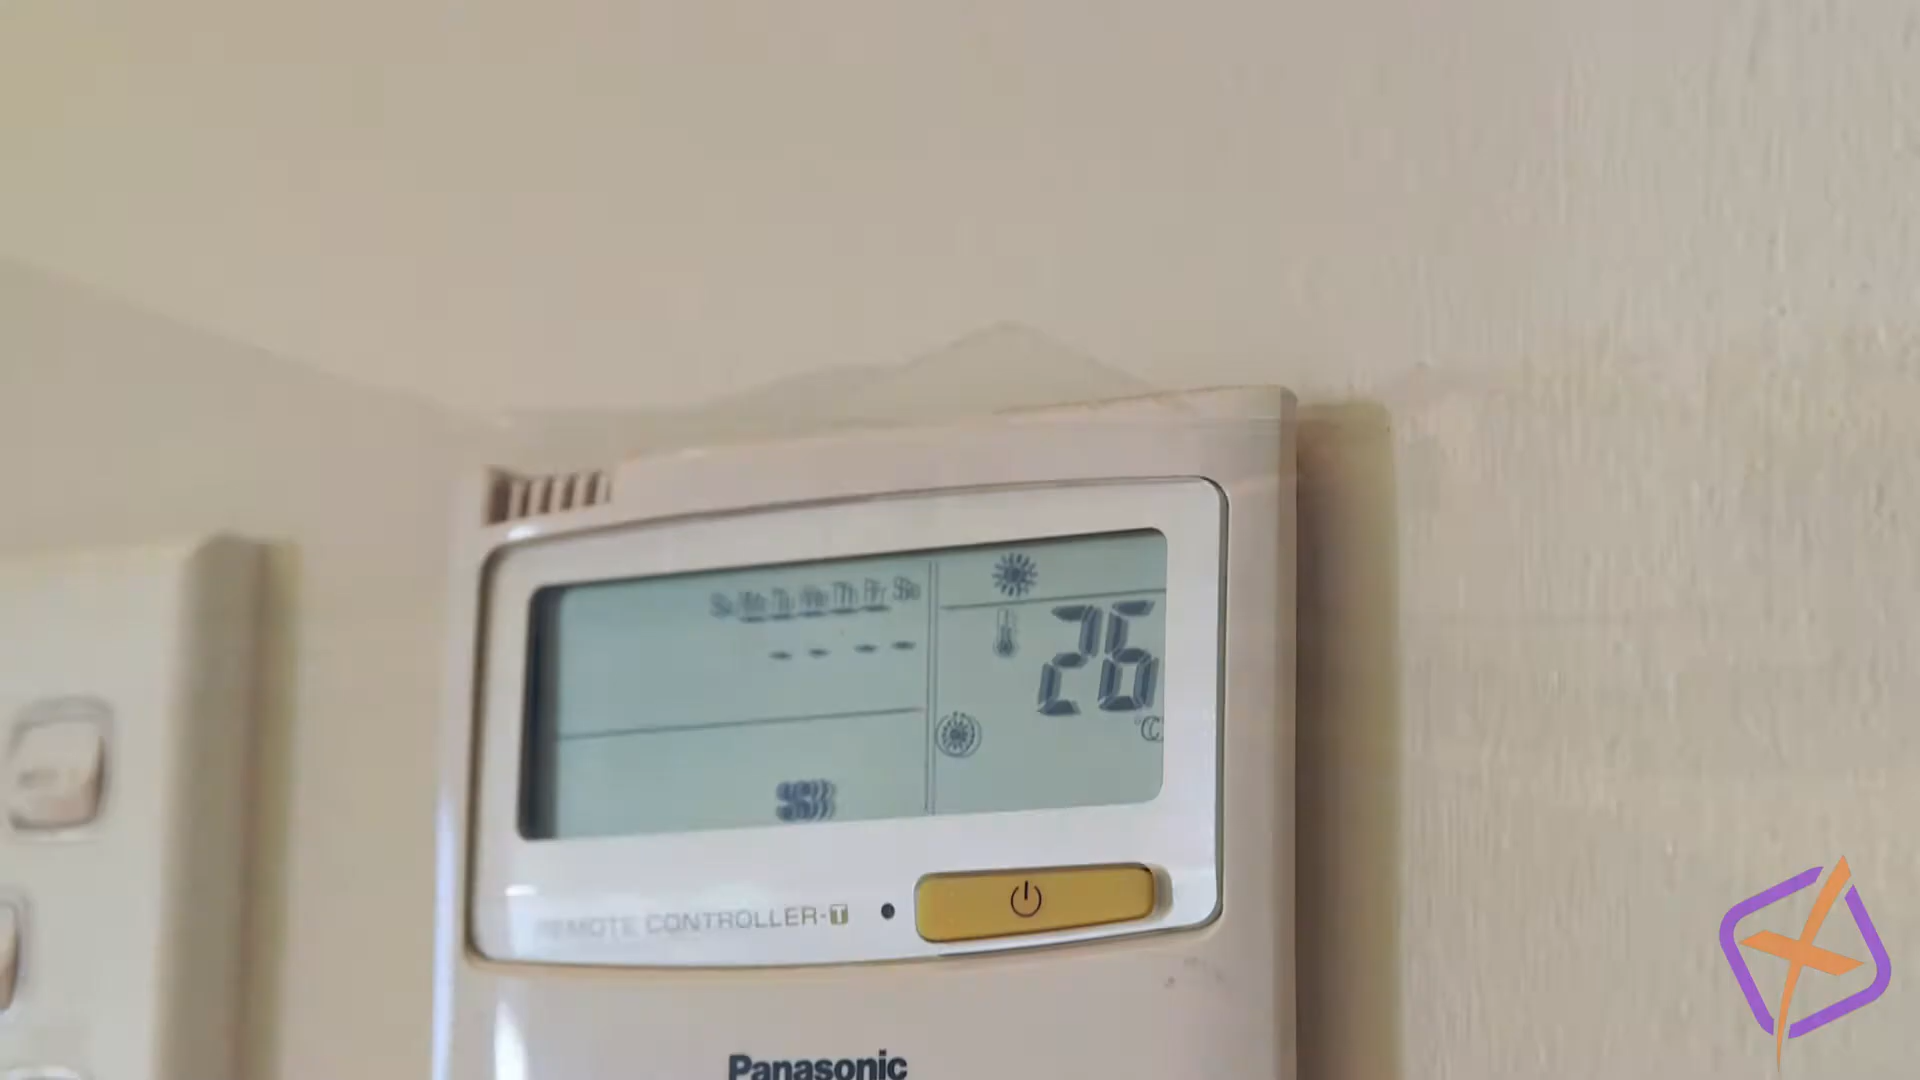 Su Mo Tu We Th Fr Sa
- - - -
26
°C
REMOTE CONTROLLER-T
Panasonic